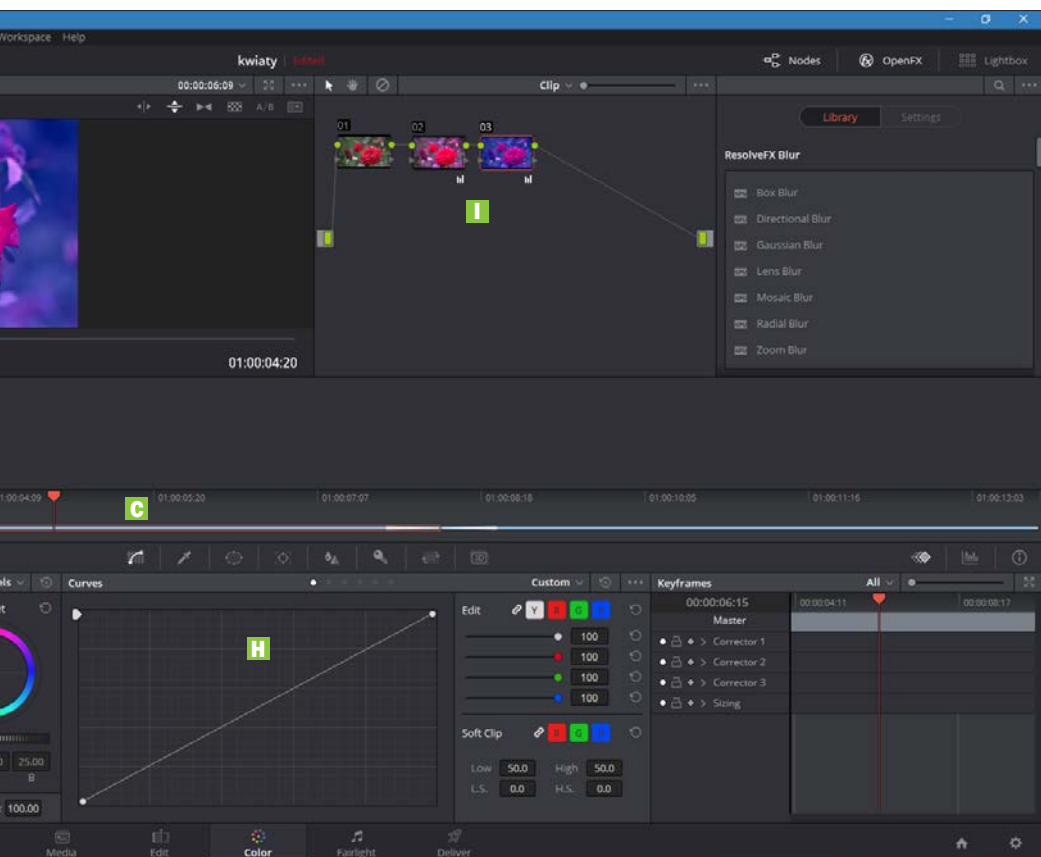 Workspace Help
kwiaty Edited
Nodes OpenFX Lightbox
00:00:06:09 Clip
A/B
Library Settings
01 02 03
ResolveFX Blur
Box Blur
Directional Blur
Gaussian Blur
Lens Blur
Mosaic Blur
Radial Blur
Zoom Blur
I
01:00:04:20
1:00:04:09 01:00:05:20 01:00:07:07 01:00:08:18 01:00:10:05 01:00:11:16 01:00:13:03
C
3D
els Curves Custom Keyframes All
00:00:06:15 00:00:04:11 00:00:08:17
Edit Y R G B
Master
H
100
Corrector 1
100
Corrector 2
100
Corrector 3
100
Sizing
Soft Clip R G B
25.00
B
Low 50.0 High 50.0
L.S. 0.0 H.S. 0.0
100.00
Media Edit Color Fairlight Deliver